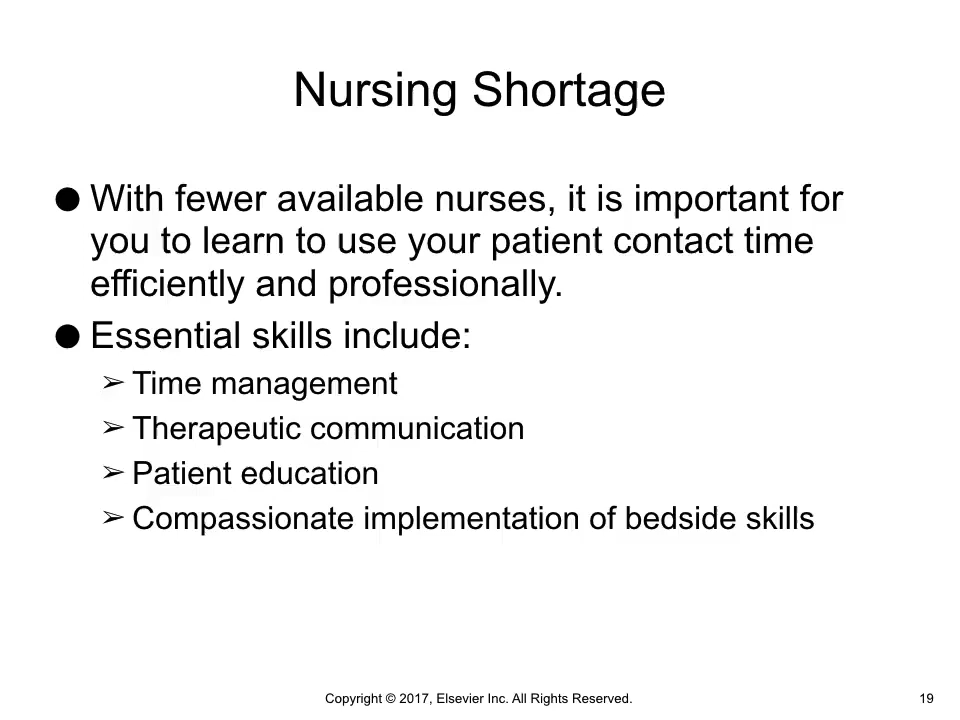 Nursing Shortage
● With fewer available nurses, it is important for
you to learn to use your patient contact time
efficiently and professionally.
● Essential skills include:
➢ Time management
➢ Therapeutic communication
➢ Patient education
➢ Compassionate implementation of bedside skills
Copyright © 2017, Elsevier Inc. All Rights Reserved.
19